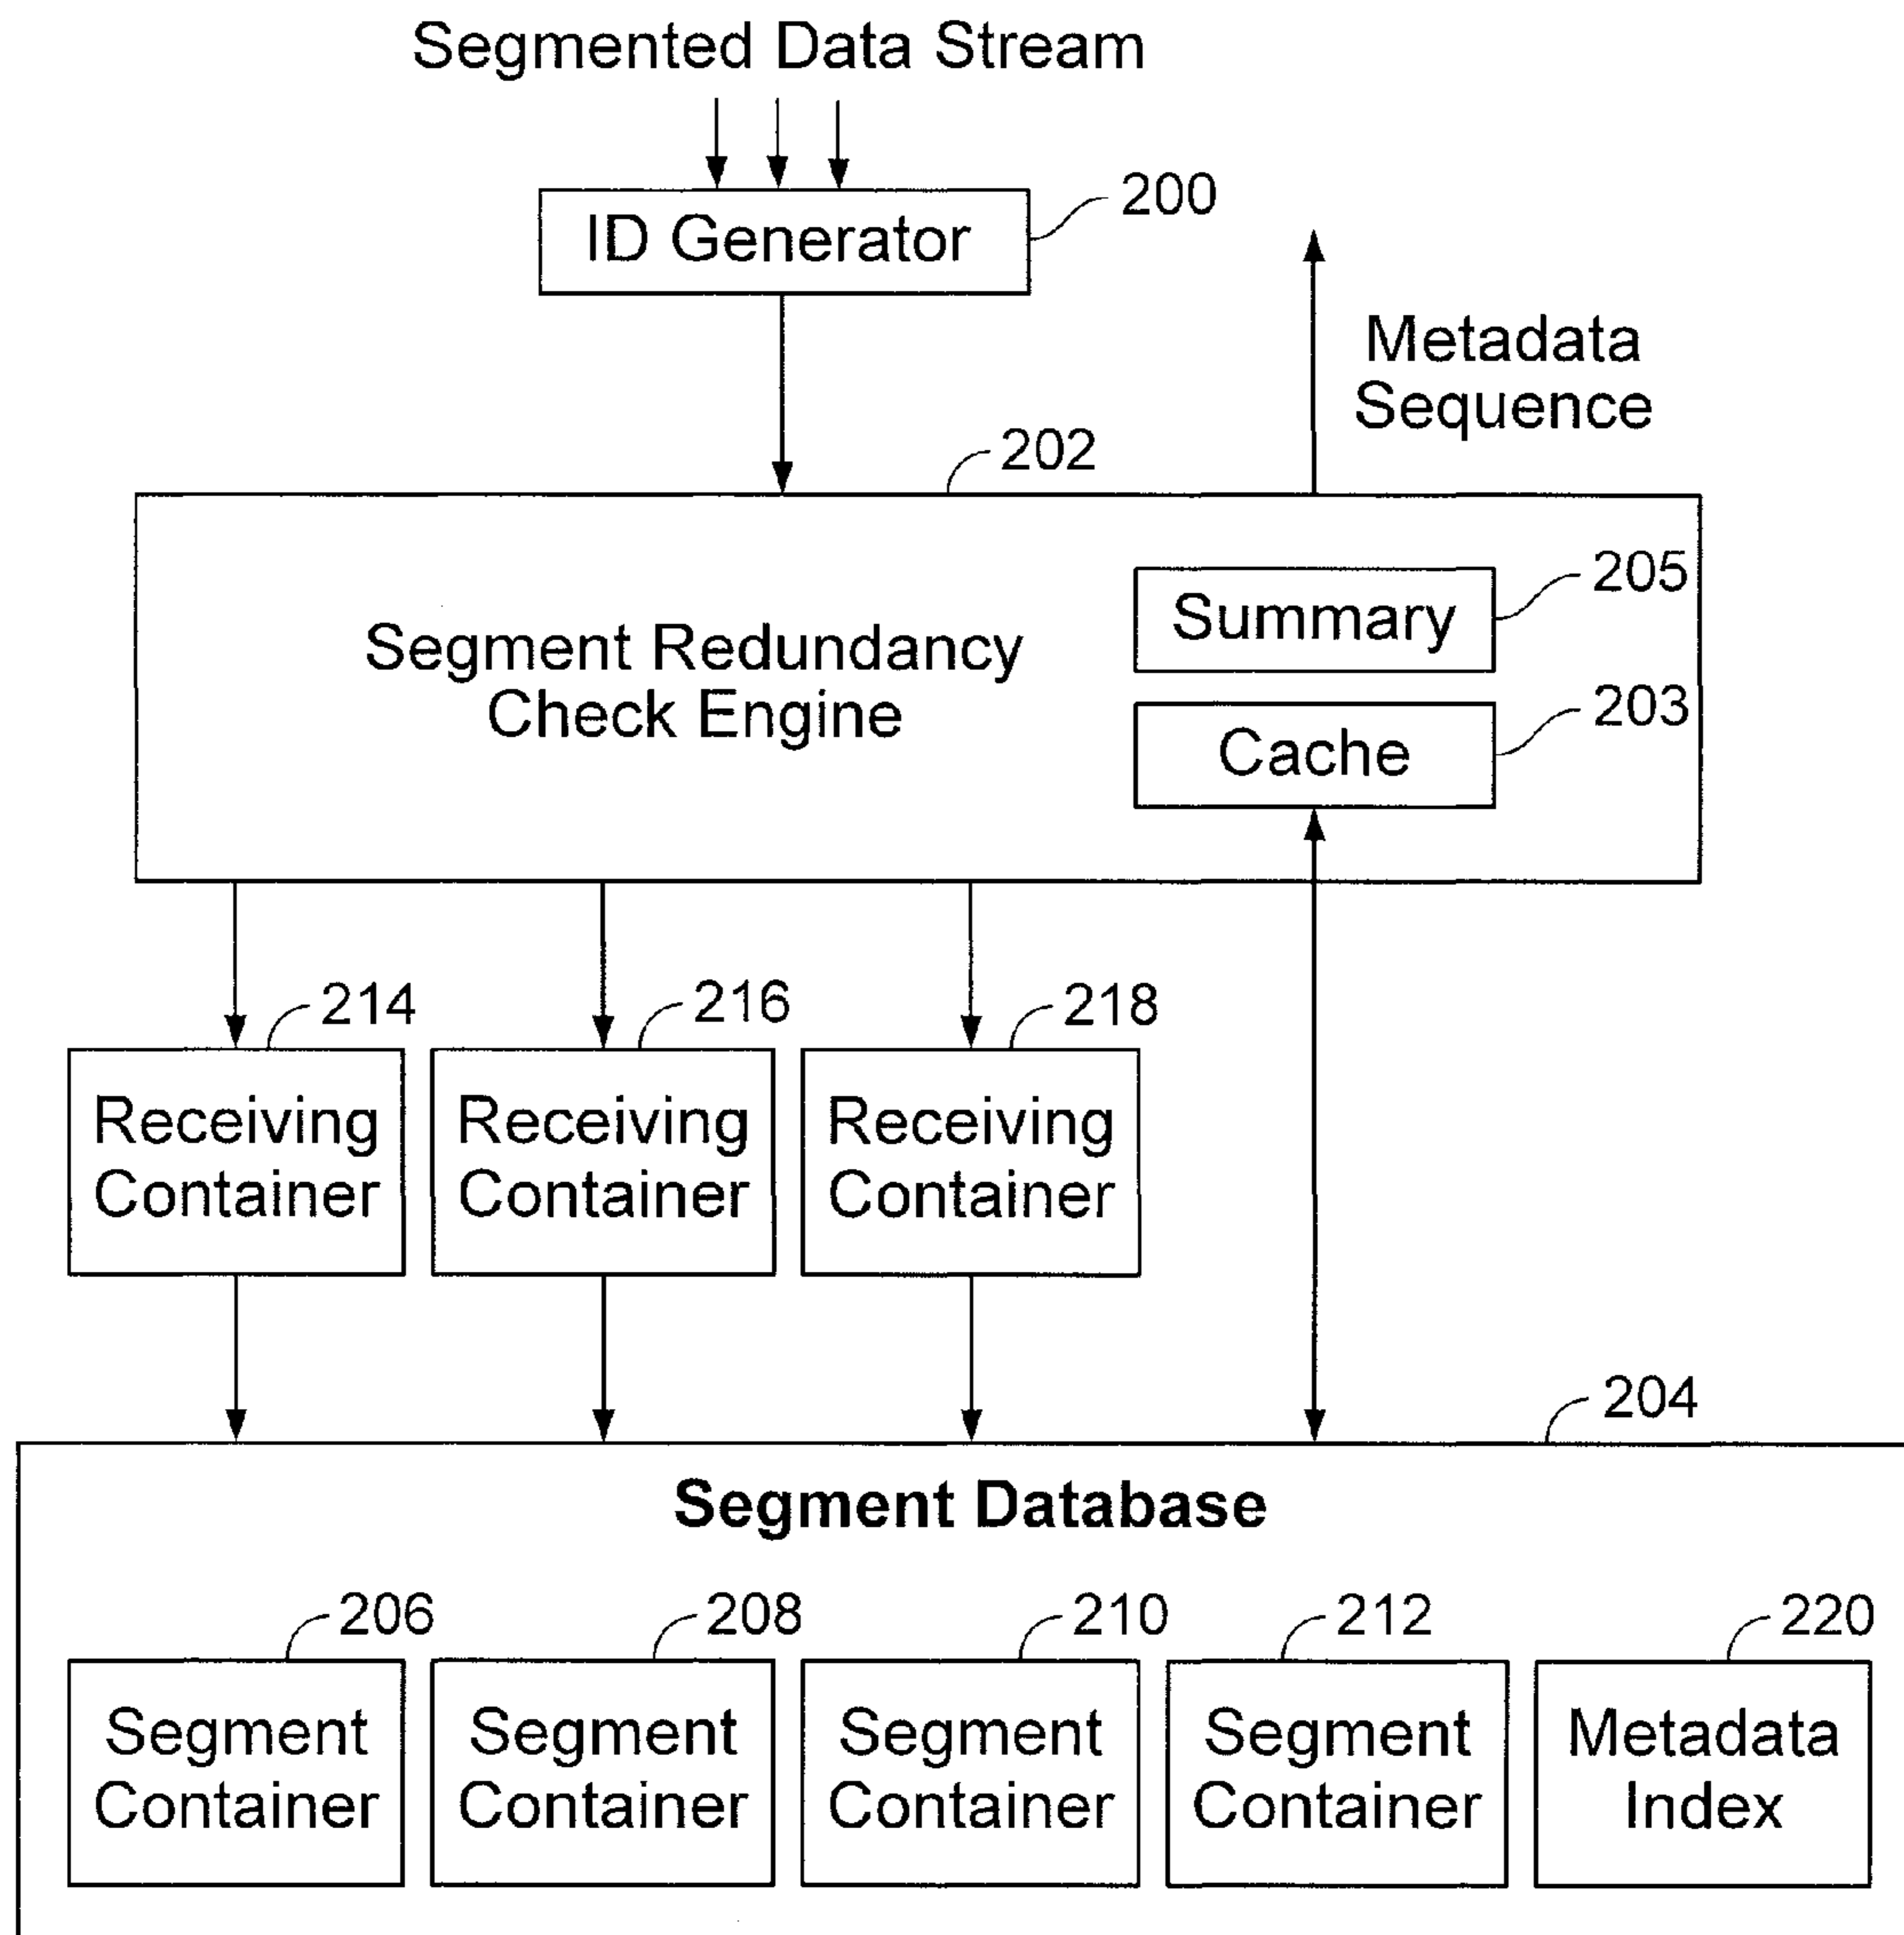 Segmented Data Stream
200
ID Generator
Metadata
Sequence
202
205
Summary
Segment Redundancy
Check Engine
203
Cache
214
216
218
Receiving
Container
Receiving
Container
Receiving
Container
204
Segment Database
206
208
210
212
220
Segment
Container
Segment
Container
Segment
Container
Segment
Container
Metadata
Index